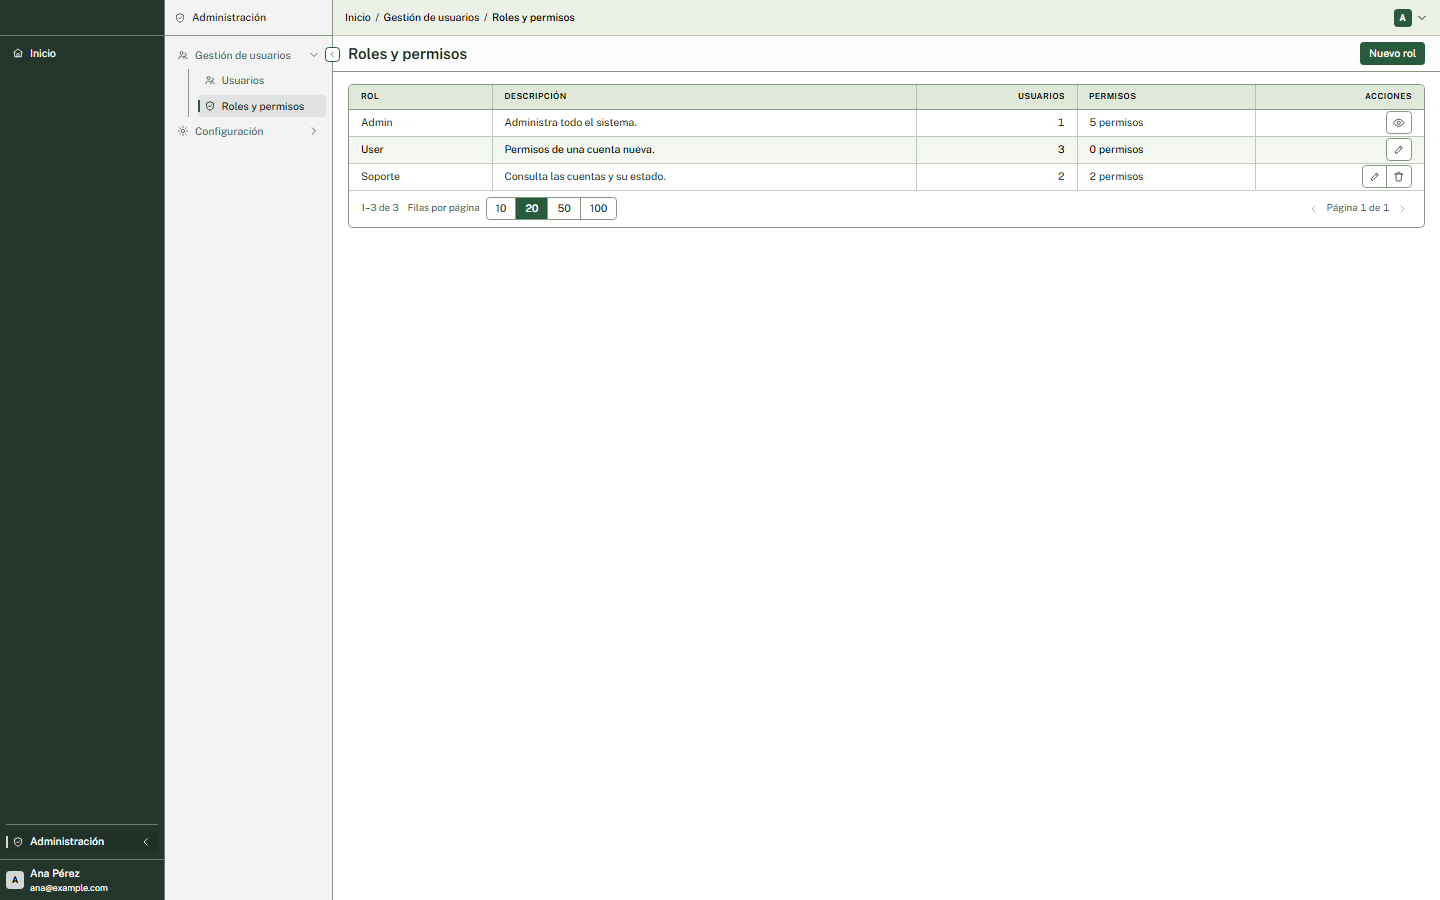 Administración
Inicio / Gestión de usuarios / Roles y permisos
A
Inicio
Gestión de usuarios
Usuarios
Roles y permisos
Configuración
Roles y permisos
Nuevo rol
ROL DESCRIPCIÓN USUARIOS PERMISOS ACCIONES
Admin Administra todo el sistema. 1 5 permisos
User Permisos de una cuenta nueva. 3 0 permisos
Soporte Consulta las cuentas y su estado. 2 2 permisos
1–3 de 3 Filas por página 10 20 50 100 Página 1 de 1
Administración
A
Ana Pérez
ana@example.com